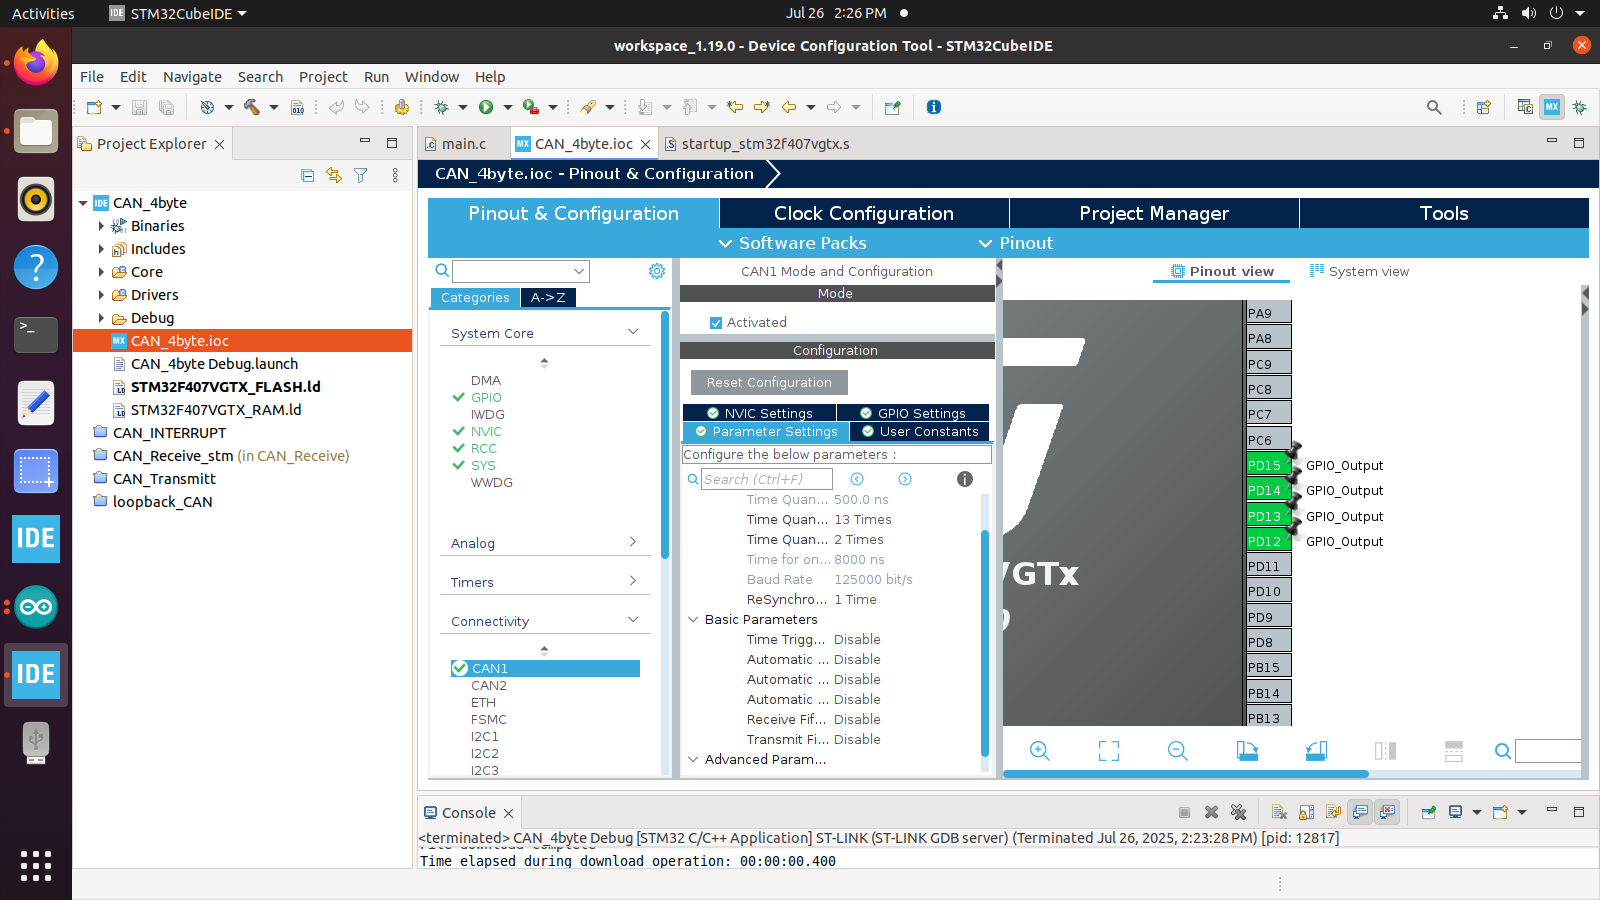 Activities STM32CubeIDE Jul 26 2:26 PM
workspace_1.19.0 - Device Configuration Tool - STM32CubeIDE
File Edit Navigate Search Project Run Window Help
Project Explorer
main.c CAN_4byte.ioc startup_stm32f407vgtx.s
CAN_4byte.ioc - Pinout & Configuration
Pinout & Configuration Clock Configuration Project Manager Tools
Software Packs Pinout
CAN_4byte
Binaries
Includes
Core
Drivers
Debug
CAN_4byte.ioc
CAN_4byte Debug.launch
STM32F407VGTX_FLASH.ld
STM32F407VGTX_RAM.ld
CAN_INTERRUPT
CAN_Receive_stm (in CAN_Receive)
CAN_Transmitt
loopback_CAN
IDE
IDE
Categories A->Z
System Core
DMA
GPIO
IWDG
NVIC
RCC
SYS
WWDG
Analog
Timers
Connectivity
CAN1
CAN2
ETH
FSMC
I2C1
I2C2
I2C3
CAN1 Mode and Configuration
Mode
Activated
Configuration
Reset Configuration
NVIC Settings GPIO Settings
Parameter Settings User Constants
Configure the below parameters :
Search (Ctrl+F)
Time Quan... 500.0 ns
Time Quan... 13 Times
Time Quan... 2 Times
Time for on... 8000 ns
Baud Rate 125000 bit/s
ReSynchro... 1 Time
Basic Parameters
Time Trigg... Disable
Automatic ... Disable
Automatic ... Disable
Automatic ... Disable
Receive Fif... Disable
Transmit Fi... Disable
Advanced Param...
Pinout view System view
PA9
PA8
PC9
PC8
PC7
PC6
PD15 GPIO_Output
PD14 GPIO_Output
PD13 GPIO_Output
PD12 GPIO_Output
PD11
PD10
PD9
PD8
PB15
PB14
PB13
VGTx
Console
<terminated> CAN_4byte Debug [STM32 C/C++ Application] ST-LINK (ST-LINK GDB server) (Terminated Jul 26, 2025, 2:23:28 PM) [pid: 12817]
File download complete
Time elapsed during download operation: 00:00:00.400